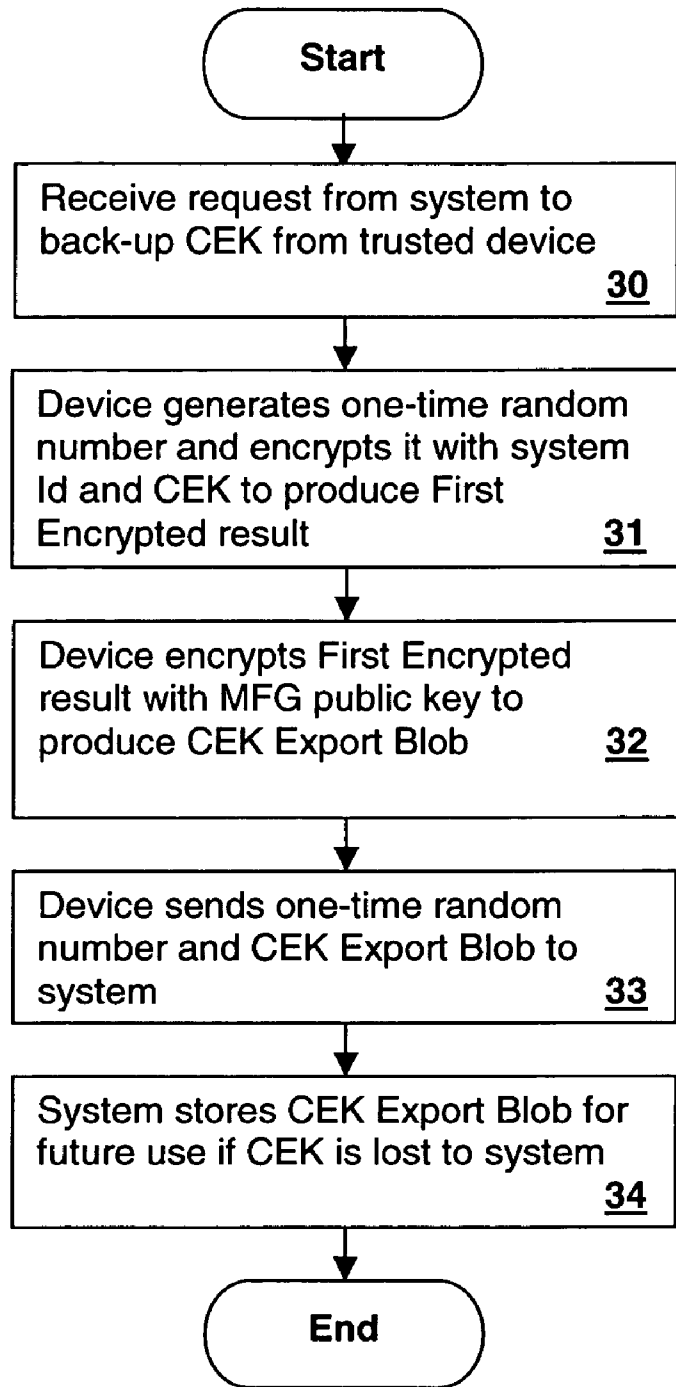 Start
Receive request from system to
back-up CEK from trusted device
30
Device generates one-time random
number and encrypts it with system
Id and CEK to produce First
Encrypted result 31
Device encrypts First Encrypted
result with MFG public key to
produce CEK Export Blob 32
Device sends one-time random
number and CEK Export Blob to
system 33
System stores CEK Export Blob for
future use if CEK is lost to system
34
End